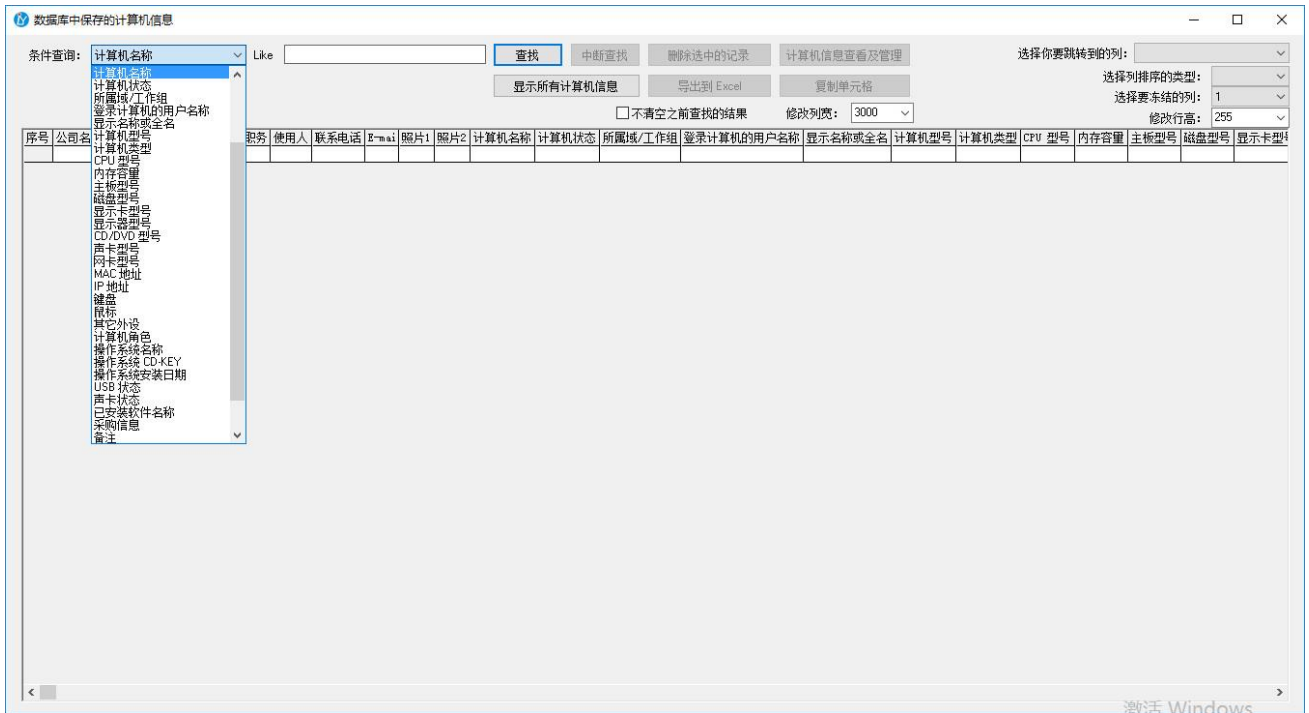 数据库中保存的计算机信息
条件查询: 计算机名称 Like 查找 中断查找 删除选中的记录 计算机信息查看及管理 选择你要跳转到的列:
显示所有计算机信息 导出到 Excel 复制单元格 选择列排序的类型:
选择要冻结的列: 1
不清空之前查找的结果 修改列宽: 3000 修改行高: 255
序号 公司名 职务 使用人 联系电话 E-mai 照片1 照片2 计算机名称 计算机状态 所属域/工作组 登录计算机的用户名称 显示名称或全名 计算机型号 计算机类型 CPU 型号 内存容量 主板型号 磁盘型号 显示卡型
计算机名称
计算机状态
所属域/工作组
登录计算机的用户名称
显示名称或全名
计算机型号
计算机类型
CPU 型号
内存容量
主板型号
磁盘型号
显示卡型号
显示器型号
CD/DVD 型号
声卡型号
网卡型号
MAC 地址
IP 地址
键盘
鼠标
其它外设
计算机角色
操作系统名称
操作系统 CD-KEY
操作系统安装日期
USB 状态
声卡状态
已安装软件名称
采购信息
备注
激活 Windows